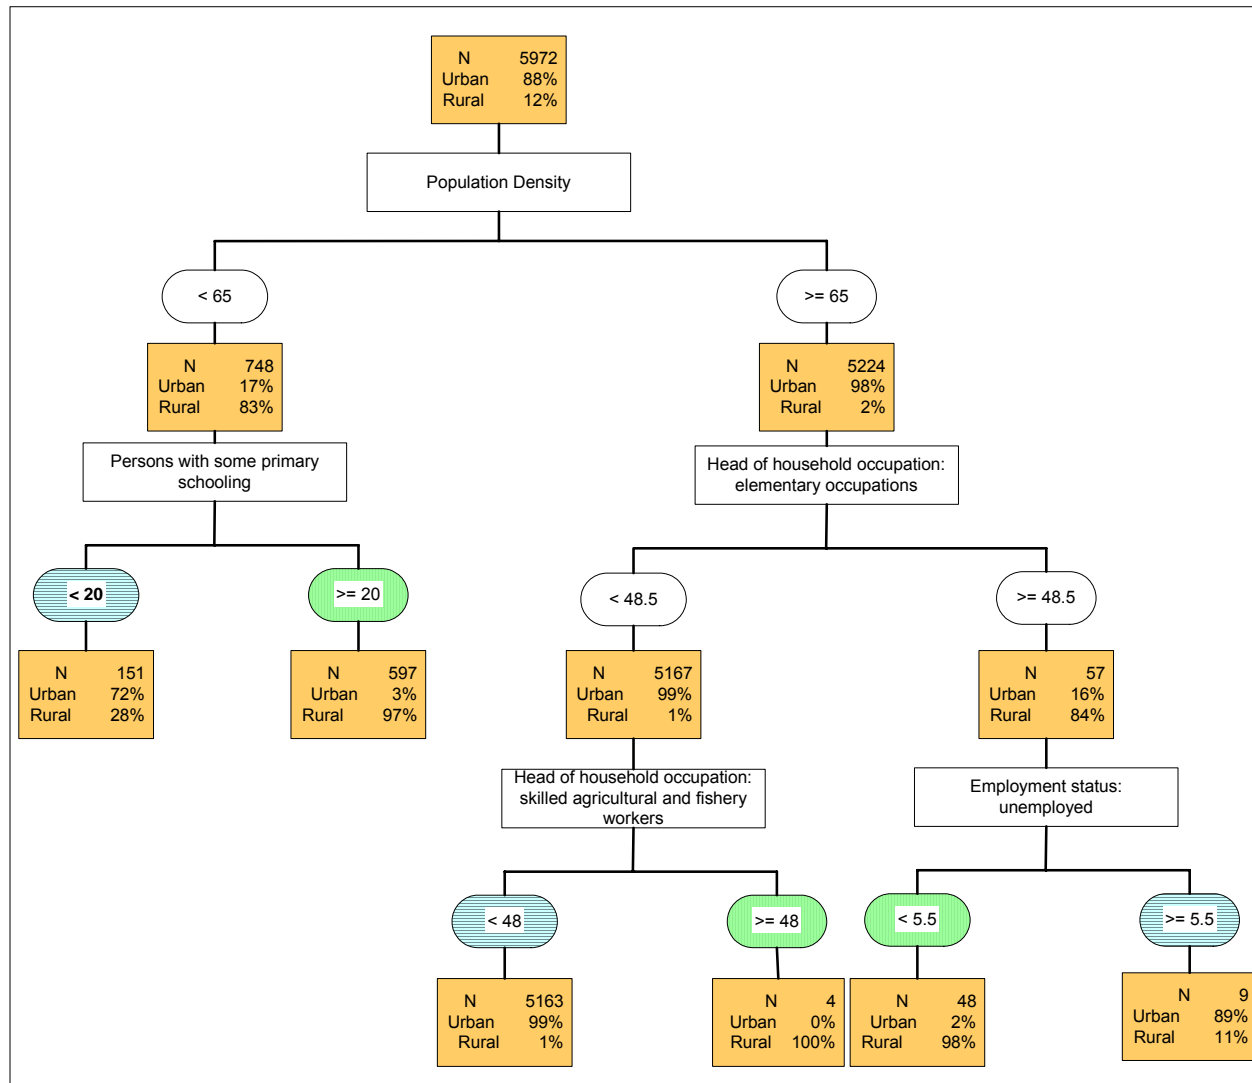 N 5972
Urban 88%
Rural 12%
Population Density
< 65
>= 65
N 748
Urban 17%
Rural 83%
N 5224
Urban 98%
Rural 2%
Persons with some primary
schooling
Head of household occupation:
elementary occupations
< 20
>= 20
< 48.5
>= 48.5
N 151
Urban 72%
Rural 28%
N 597
Urban 3%
Rural 97%
N 5167
Urban 99%
Rural 1%
N 57
Urban 16%
Rural 84%
Head of household occupation:
skilled agricultural and fishery
workers
Employment status:
unemployed
< 48
>= 48
< 5.5
>= 5.5
N 5163
Urban 99%
Rural 1%
N 4
Urban 0%
Rural 100%
N 48
Urban 2%
Rural 98%
N 9
Urban 89%
Rural 11%